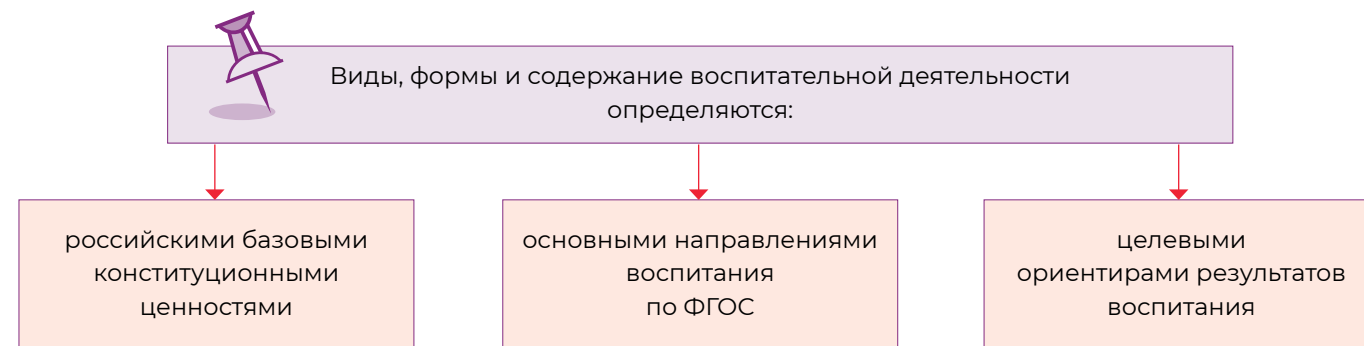 Виды, формы и содержание воспитательной деятельности
определяются:
российскими базовыми
конституционными
ценностями
основными направлениями
воспитания
по ФГОС
целевыми
ориентирами результатов
воспитания